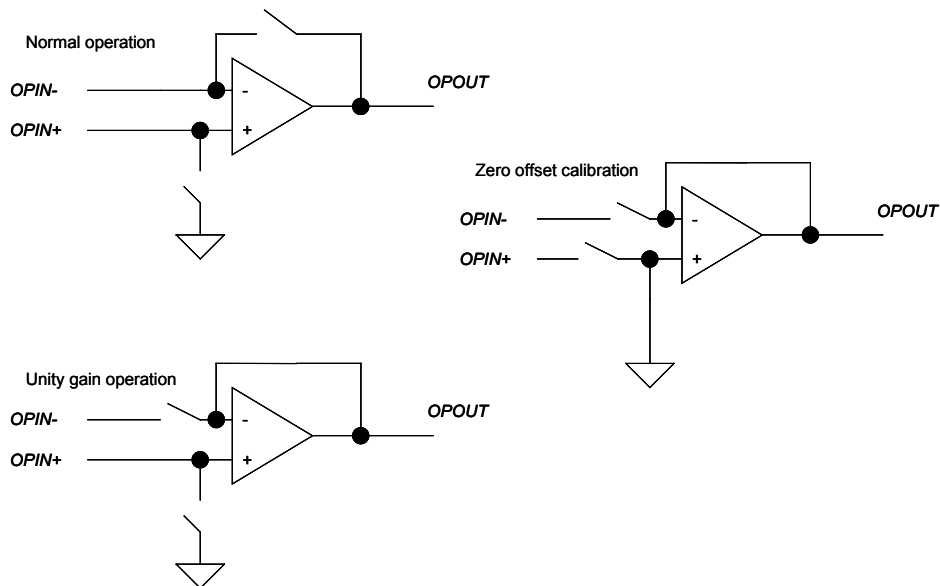 Normal operation
OPIN-
OPIN+
-
+
OPOUT
Zero offset calibration
OPIN-
OPIN+
-
+
OPOUT
Unity gain operation
OPIN-
OPIN+
-
+
OPOUT